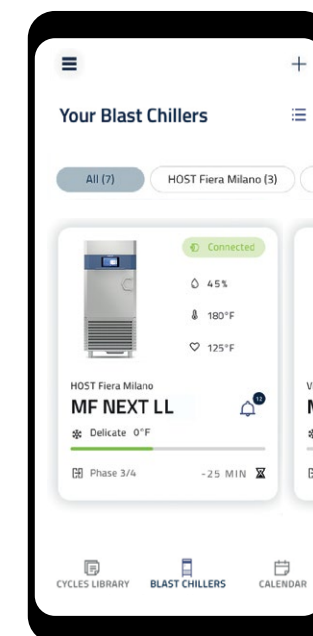 Your Blast Chillers
All (7)
HOST Fiera Milano (3)
Connected
45%
180°F
125°F
HOST Fiera Milano
MF NEXT LL
12
Delicate 0°F
Phase 3/4
-25 MIN
CYCLES LIBRARY
BLAST CHILLERS
CALENDAR